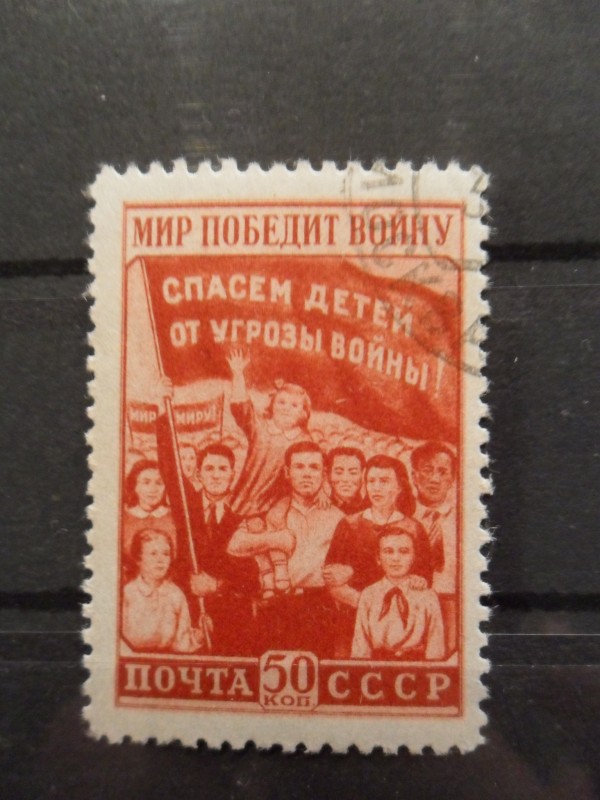 МИР ПОБЕДИТ ВОЙНУ
СПАСЕМ ДЕТЕЙ
ОТ УГРОЗЫ ВОЙНЫ!
МИР МИРУ!
ПОЧТА 50 КОП. СССР